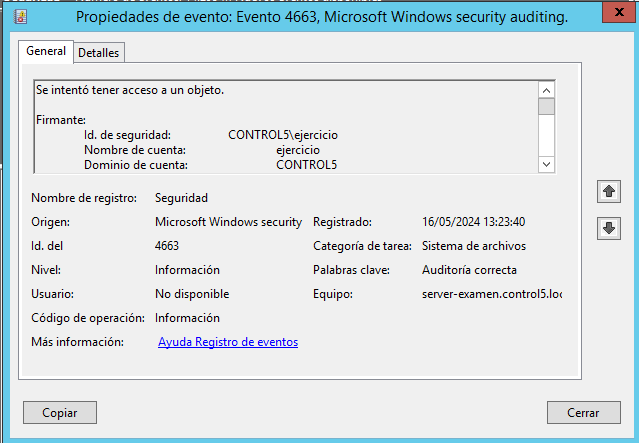 Propiedades de evento: Evento 4663, Microsoft Windows security auditing.
x
General Detalles
Se intentó tener acceso a un objeto.
Firmante:
Id. de seguridad: CONTROL5\ejercicio
Nombre de cuenta: ejercicio
Dominio de cuenta: CONTROL5
Nombre de registro: Seguridad
Origen: Microsoft Windows security Registrado: 16/05/2024 13:23:40
Id. del 4663 Categoría de tarea: Sistema de archivos
Nivel: Información Palabras clave: Auditoría correcta
Usuario: No disponible Equipo: server-examen.control5.loc
Código de operación: Información
Más información: Ayuda Registro de eventos
Copiar Cerrar